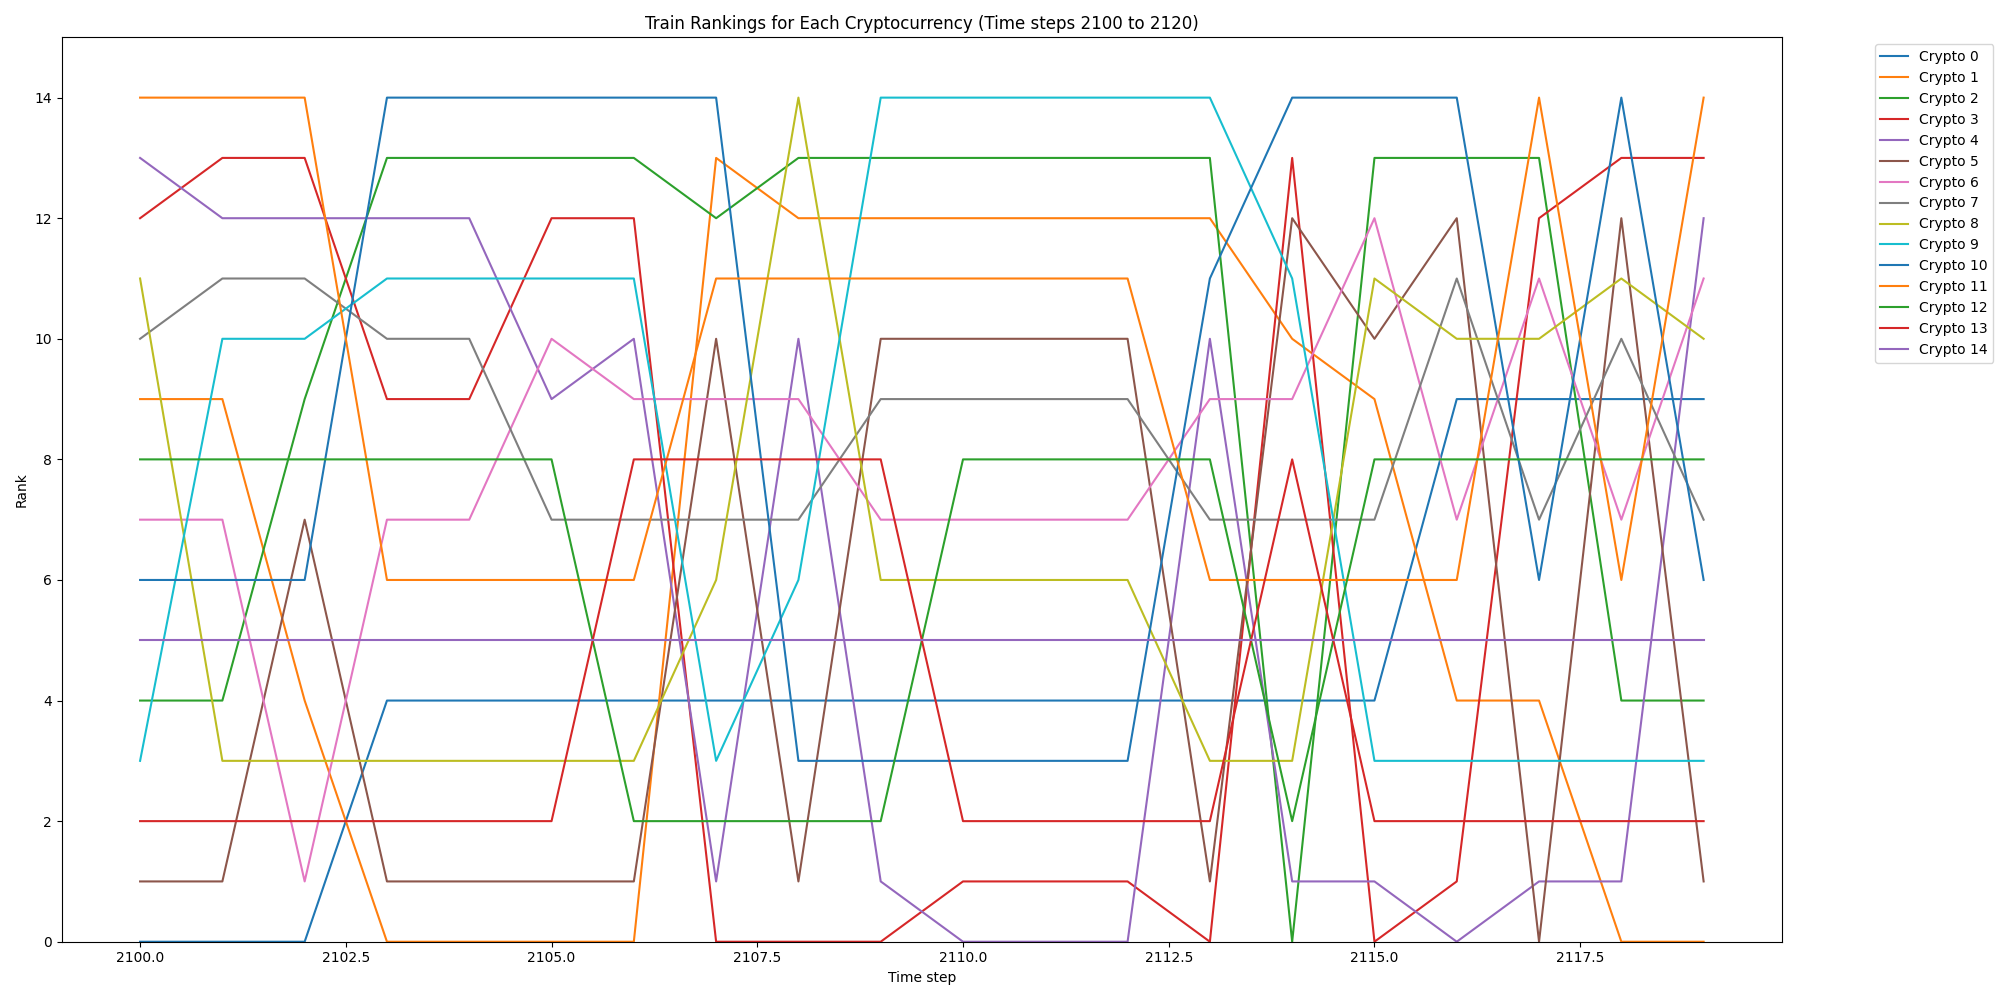 Train Rankings for Each Cryptocurrency (Time steps 2100 to 2120)
Rank
14
12
10
8
6
4
2
0
2100.0 2102.5 2105.0 2107.5 2110.0 2112.5 2115.0 2117.5
Time step
Crypto 0
Crypto 1
Crypto 2
Crypto 3
Crypto 4
Crypto 5
Crypto 6
Crypto 7
Crypto 8
Crypto 9
Crypto 10
Crypto 11
Crypto 12
Crypto 13
Crypto 14